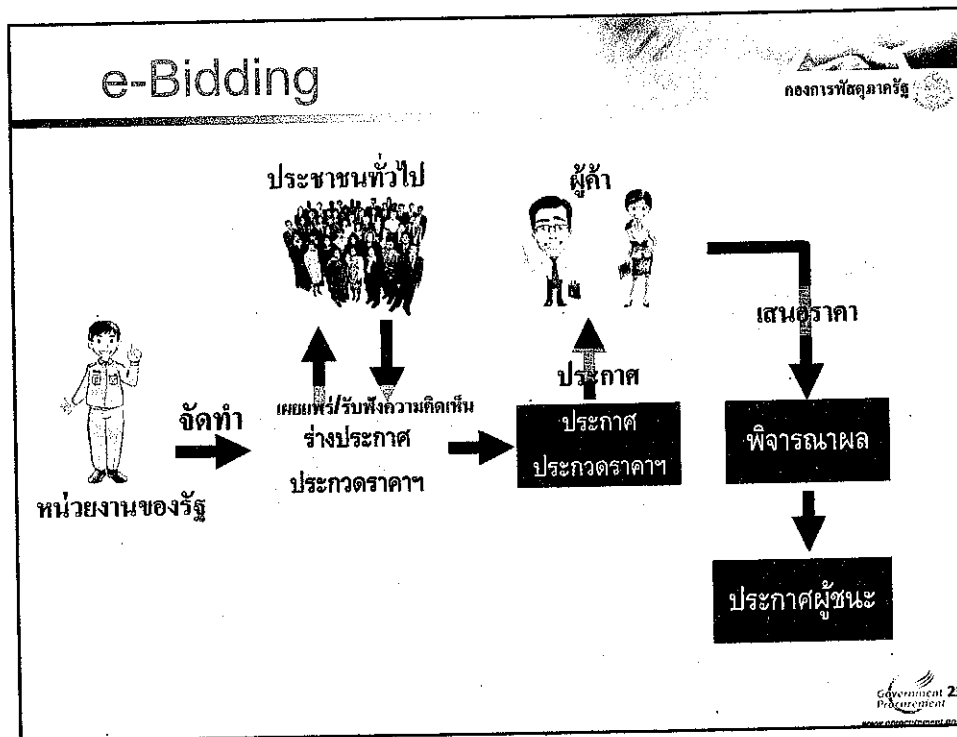 e-Bidding
กองการพัสดุภาครัฐ
ประชาชนทั่วไป
ผู้ค้า
เสนอราคา
จัดทำ
เผยแพร่/รับฟังความคิดเห็น
ร่างประกาศ
ประกวดราคาฯ
หน่วยงานของรัฐ
ประกาศ
ประกาศ
ประกวดราคาฯ
พิจารณาผล
ประกาศผู้ชนะ
Government
Procurement